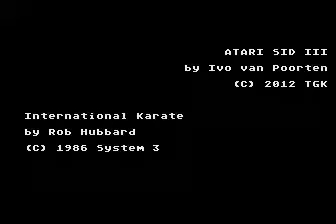 ATARI SID III
by Ivo van Poorten
(C) 2012 TGK
International Karate
by Rob Hubbard
(C) 1986 System 3